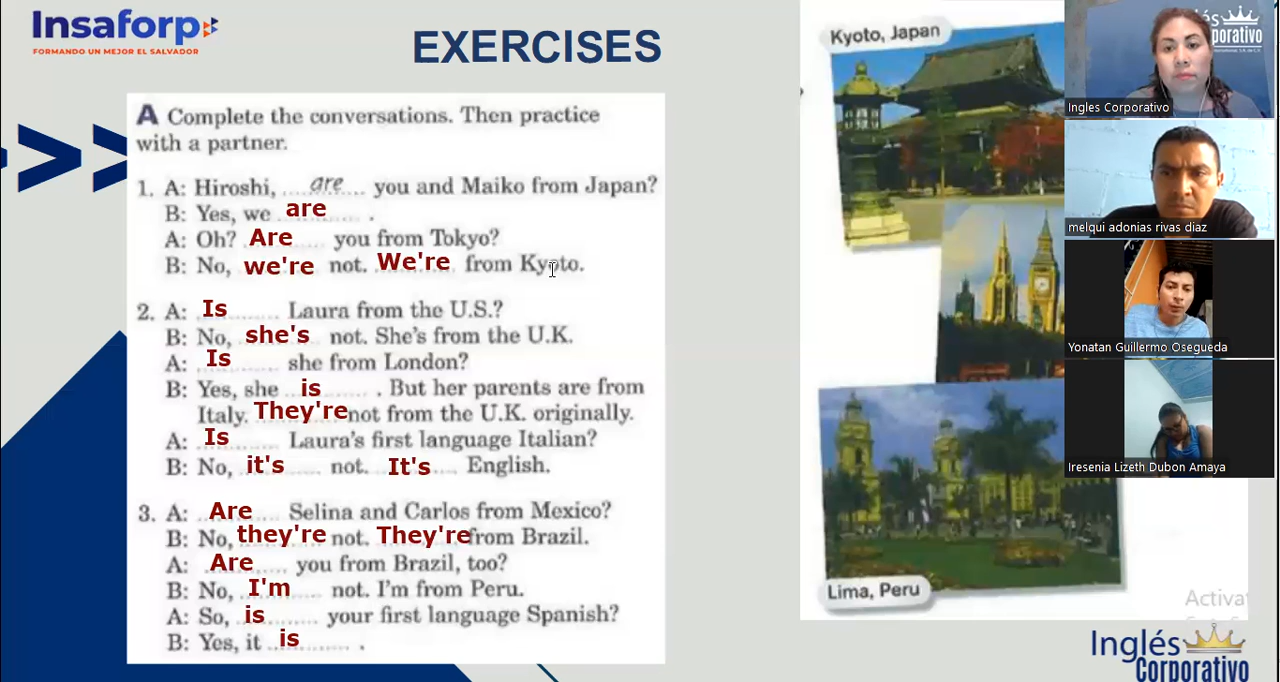 Insaforp
FORMANDO UN MEJOR EL SALVADOR
EXERCISES
A Complete the conversations. Then practice
with a partner.
1. A: Hiroshi, are you and Maiko from Japan?
B: Yes, we are .
A: Oh? Are you from Tokyo?
B: No, we're not. We're from Kyoto.
2. A: Is Laura from the U.S.?
B: No, she's not. She's from the U.K.
A: Is she from London?
B: Yes, she is . But her parents are from
Italy. They're not from the U.K. originally.
A: Is Laura's first language Italian?
B: No, it's not. It's English.
3. A: Are Selina and Carlos from Mexico?
B: No, they're not. They're from Brazil.
A: Are you from Brazil, too?
B: No, I'm not. I'm from Peru.
A: So, is your first language Spanish?
B: Yes, it is .
Kyoto, Japan
Lima, Peru
Ingles Corporativo
melqui adonias rivas diaz
Yonatan Guillermo Osegueda
Iresenia Lizeth Dubon Amaya
Inglés
Corporativo